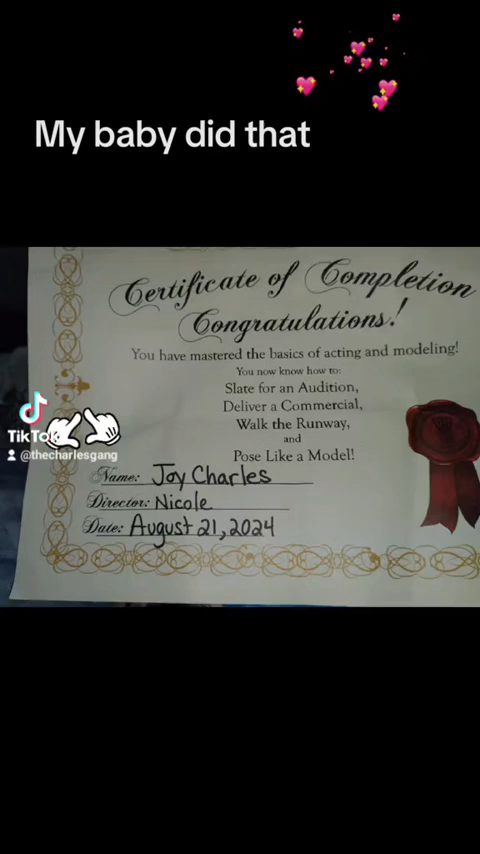 My baby did that
Certificate of Completion
Congratulations!
You have mastered the basics of acting and modeling!
You now know how to:
Slate for an Audition,
Deliver a Commercial,
Walk the Runway,
and
Pose Like a Model!
TikTok
@thecharlesgang
Name: Joy Charles
Director: Nicole
Date: August 21, 2024